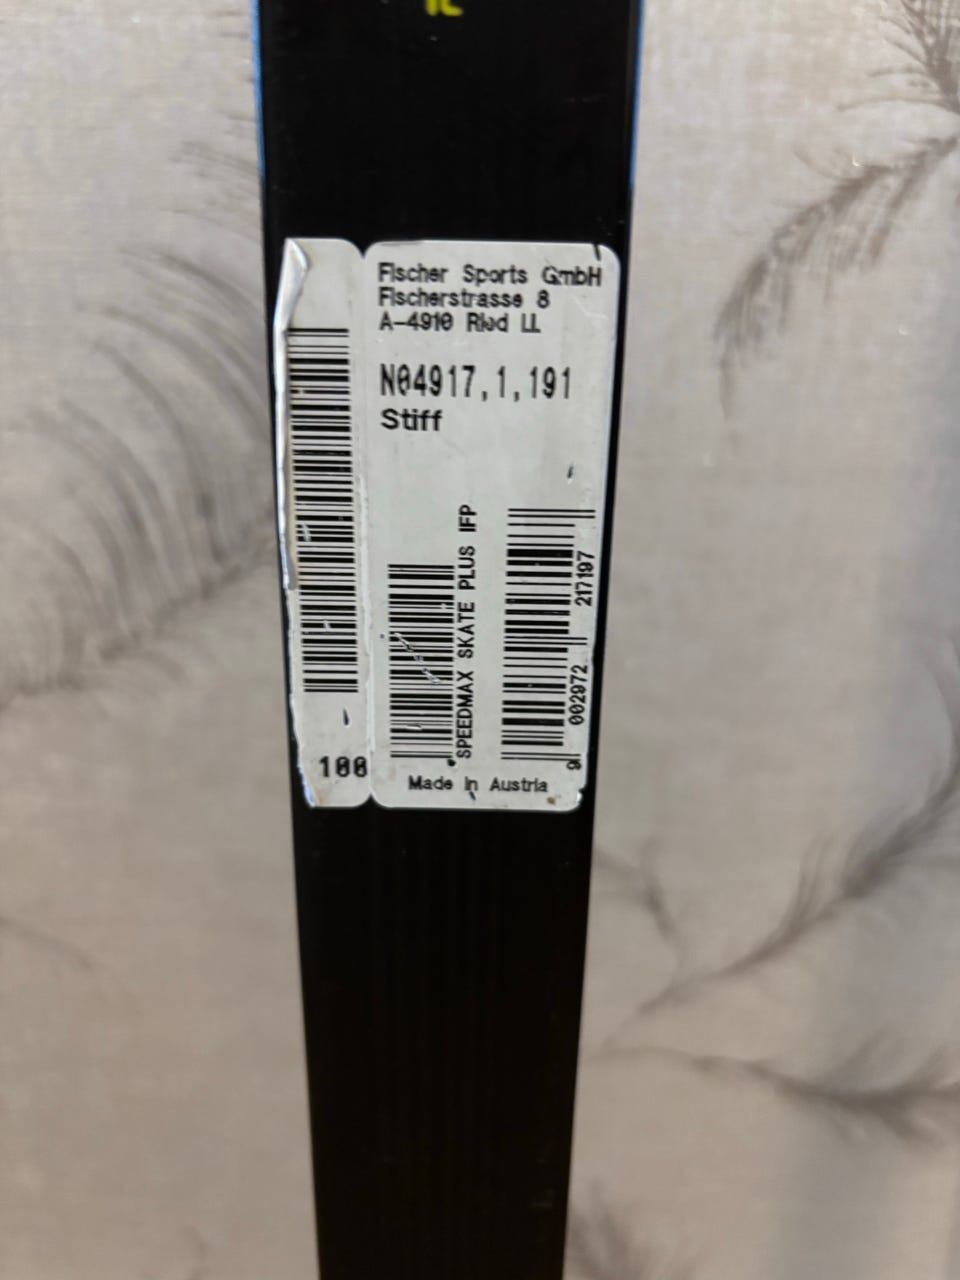 Fischer Sports GmbH
Fischerstrasse 8
A-4910 Ried I.I.
N04917,1,191
Stiff
SPEEDMAX SKATE PLUS IFP
9 002972 217197
100
Made in Austria